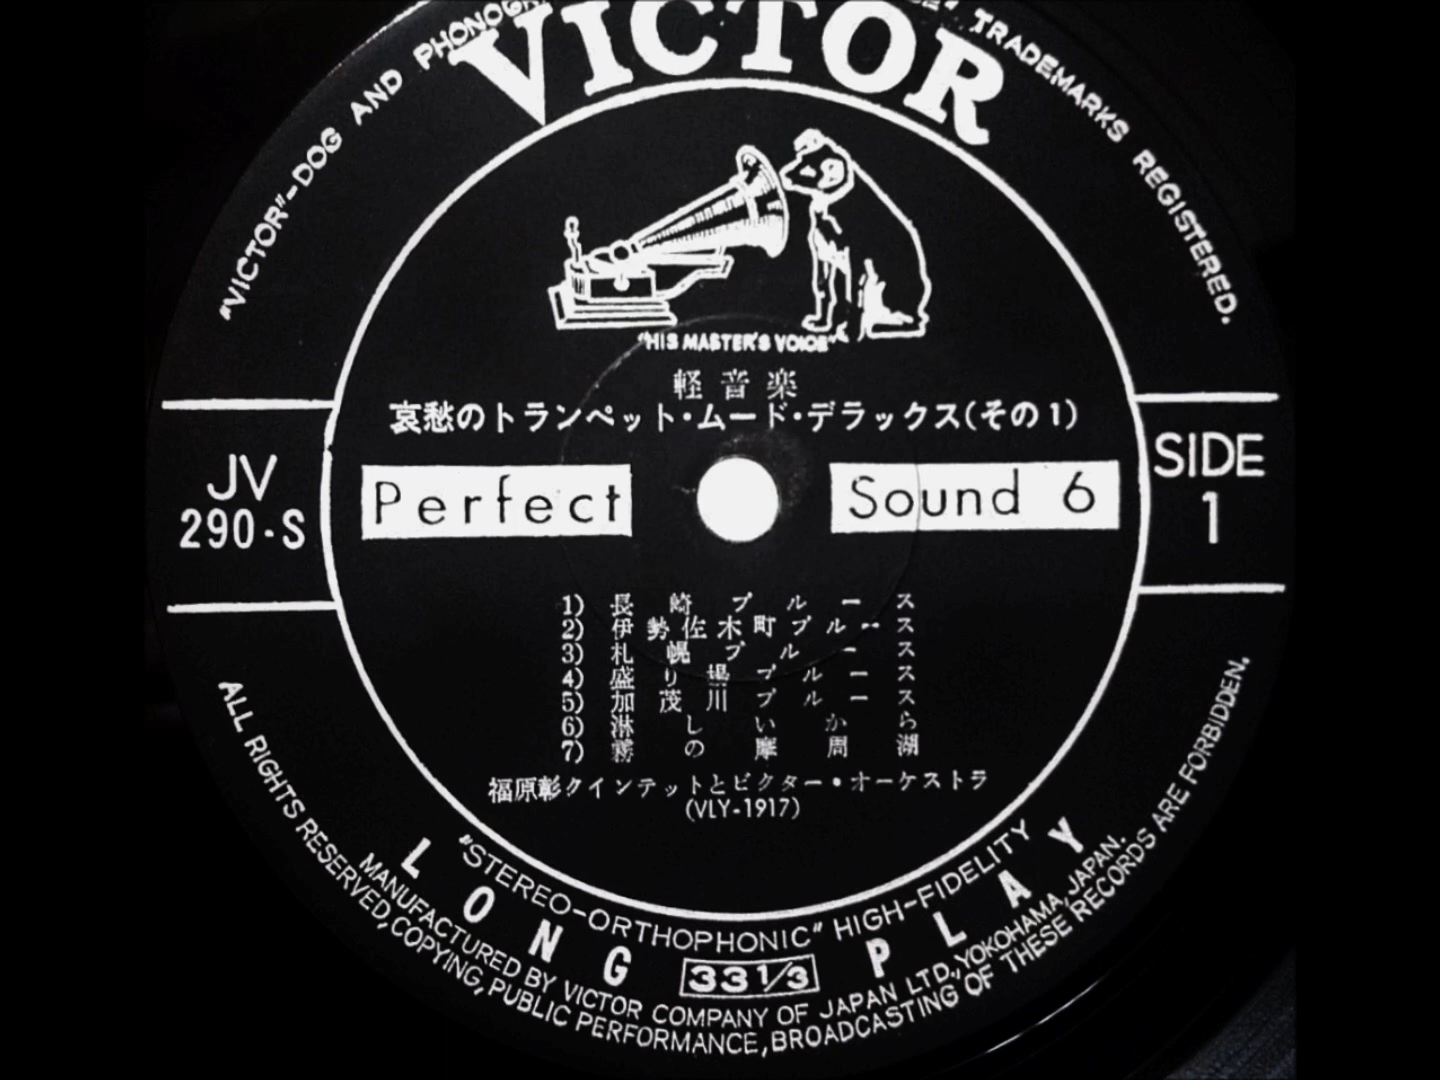 "VICTOR"-DOG AND
TRADEMARKS REGISTERED.
VICTOR
"HIS MASTER'S VOICE"
軽音楽
哀愁のトランペット・ムード・デラックス(その1)
JV
290-S
Perfect Sound 6
SIDE
1
1) 長崎ブルース
2) 伊勢佐木町ブルース
3) 札幌ブルース
4) 盛り場ブルース
5) 加茂川ブルース
6) 淋しいから
7) 霧の摩周湖
福原彰クインテットとビクター・オーケストラ
(VLY-1917)
"STEREO-ORTHOPHONIC" HIGH-FIDELITY
LONG 33 1/3 PLAY
MANUFACTURED BY VICTOR COMPANY OF JAPAN LTD., YOKOHAMA, JAPAN.
ALL RIGHTS RESERVED, COPYING, PUBLIC PERFORMANCE, BROADCASTING OF THESE RECORDS ARE FORBIDDEN.